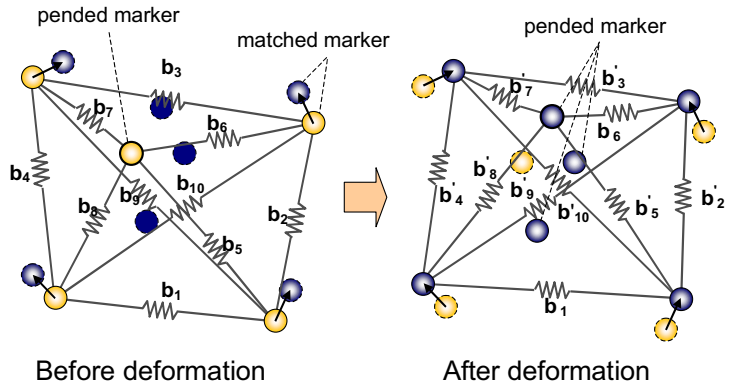 pended marker
matched marker
pended marker
b3
b7
b6
b4
b9
b10
b8
b2
b5
b1
b'7
b'3
b6
b'8
b'9
b'4
b'10
b'5
b'2
b1
Before deformation
After deformation